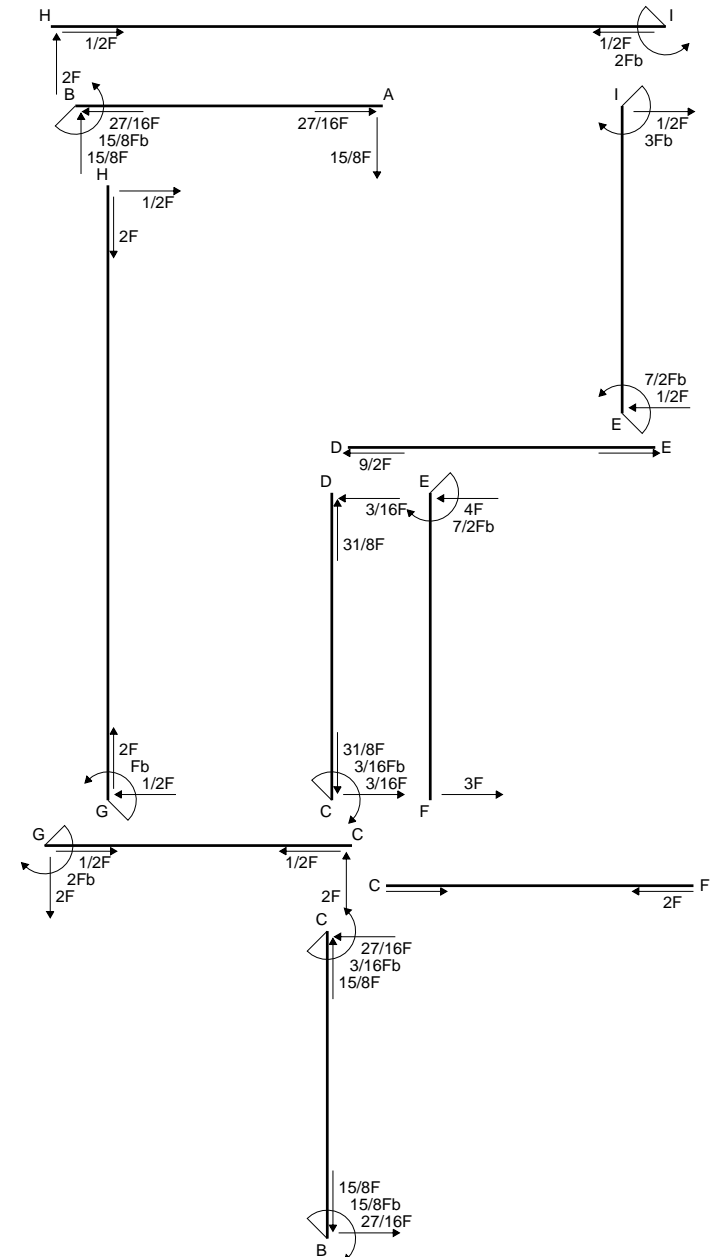 H I
1/2F 1/2F
2Fb
2F
B A I
27/16F 27/16F 1/2F
15/8Fb 3Fb
15/8F 15/8F
H
1/2F
2F
7/2Fb
1/2F
E
D E
9/2F
D E
3/16F 4F
7/2Fb
31/8F
2F 31/8F
Fb 3/16Fb
1/2F 3/16F 3F
G C F
G C
1/2F 1/2F
2Fb
2F 2F
C F
2F
C
27/16F
3/16Fb
15/8F
15/8F
15/8Fb
27/16F
B